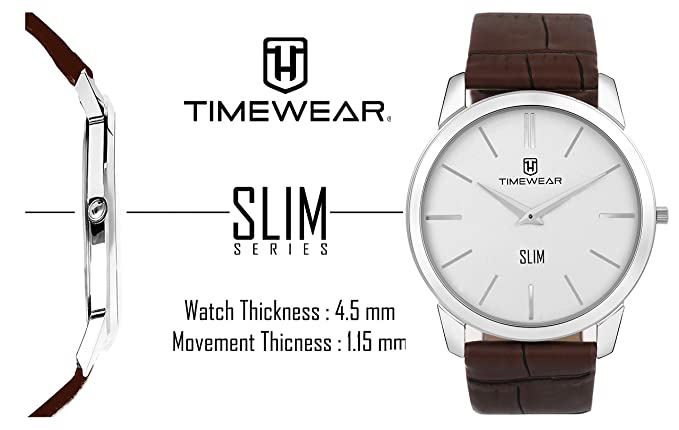 TIMEWEAR®
SLIM
SERIES
Watch Thickness : 4.5 mm
Movement Thicness : 1.15 mm
TIMEWEAR
SLIM